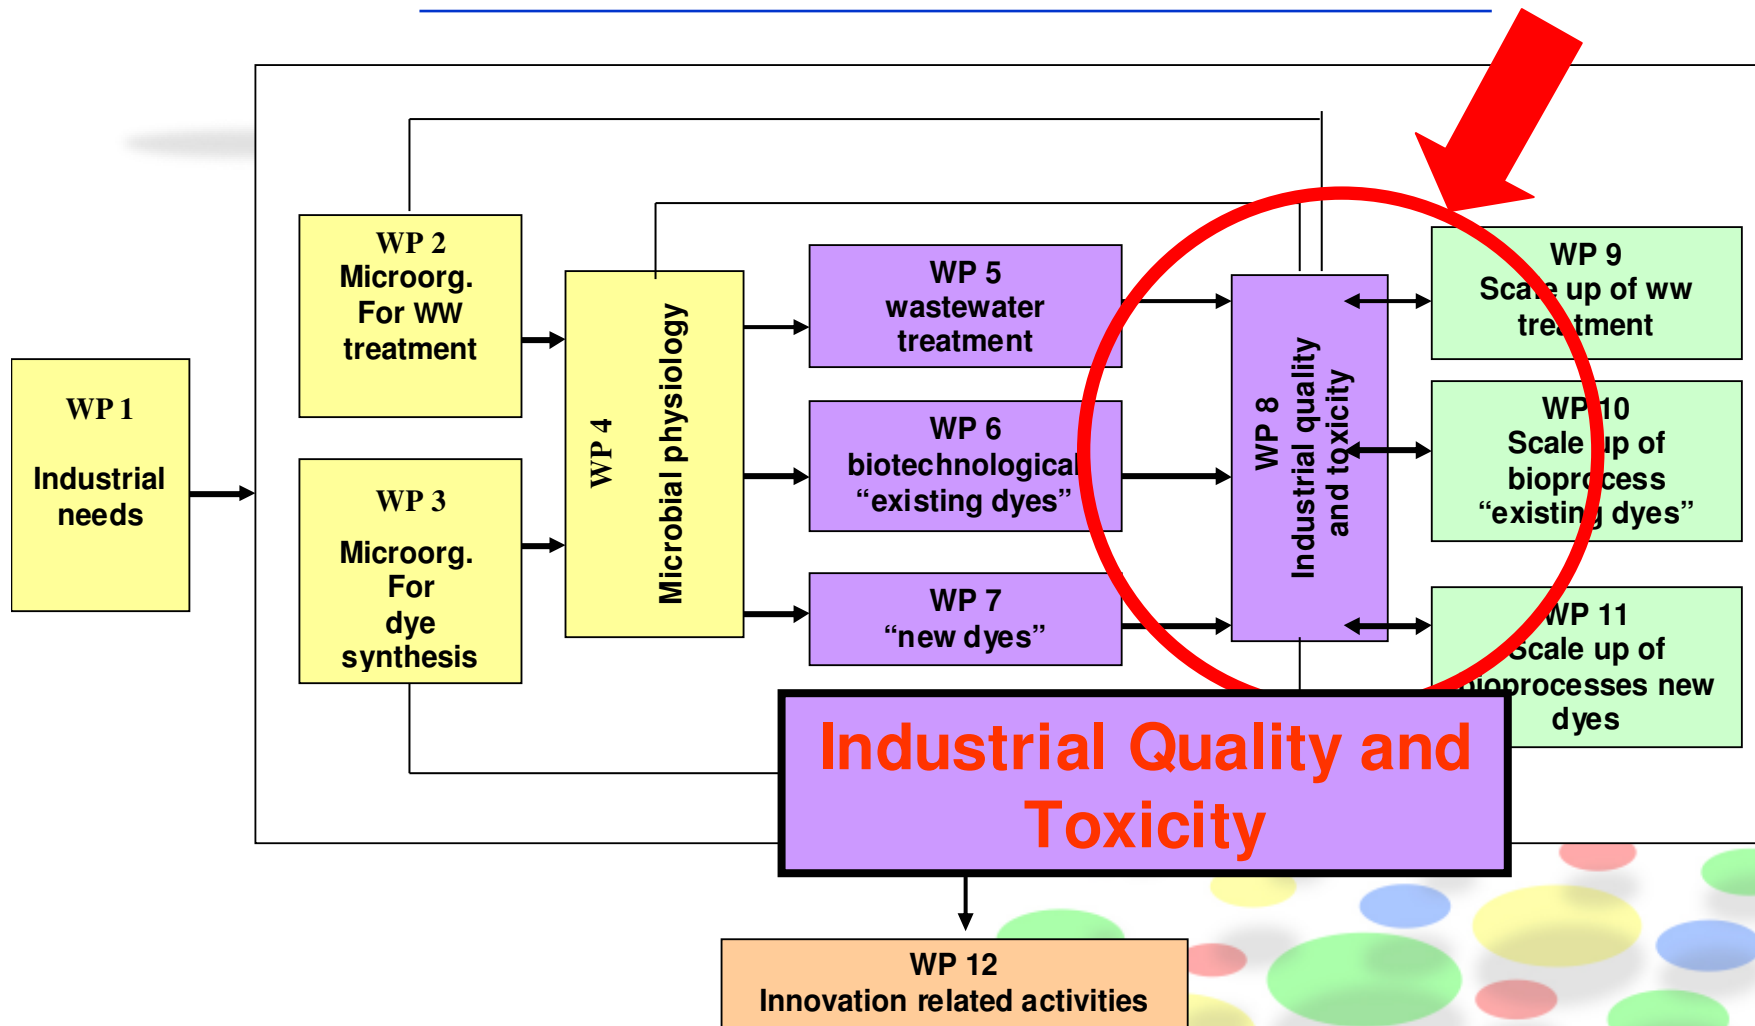 WP 1
Industrial
needs
WP 2
Microorg.
For WW
treatment
WP 3
Microorg.
For
dye
synthesis
WP 4
Microbial physiology
WP 5
wastewater
treatment
WP 6
biotechnological
“existing dyes”
WP 7
“new dyes”
WP 8
Industrial quality
and toxicity
WP 9
Scale up of ww
treatment
WP 10
Scale up of
bioprocess
“existing dyes”
WP 11
Scale up of
bioprocesses new
dyes
Industrial Quality and
Toxicity
WP 12
Innovation related activities